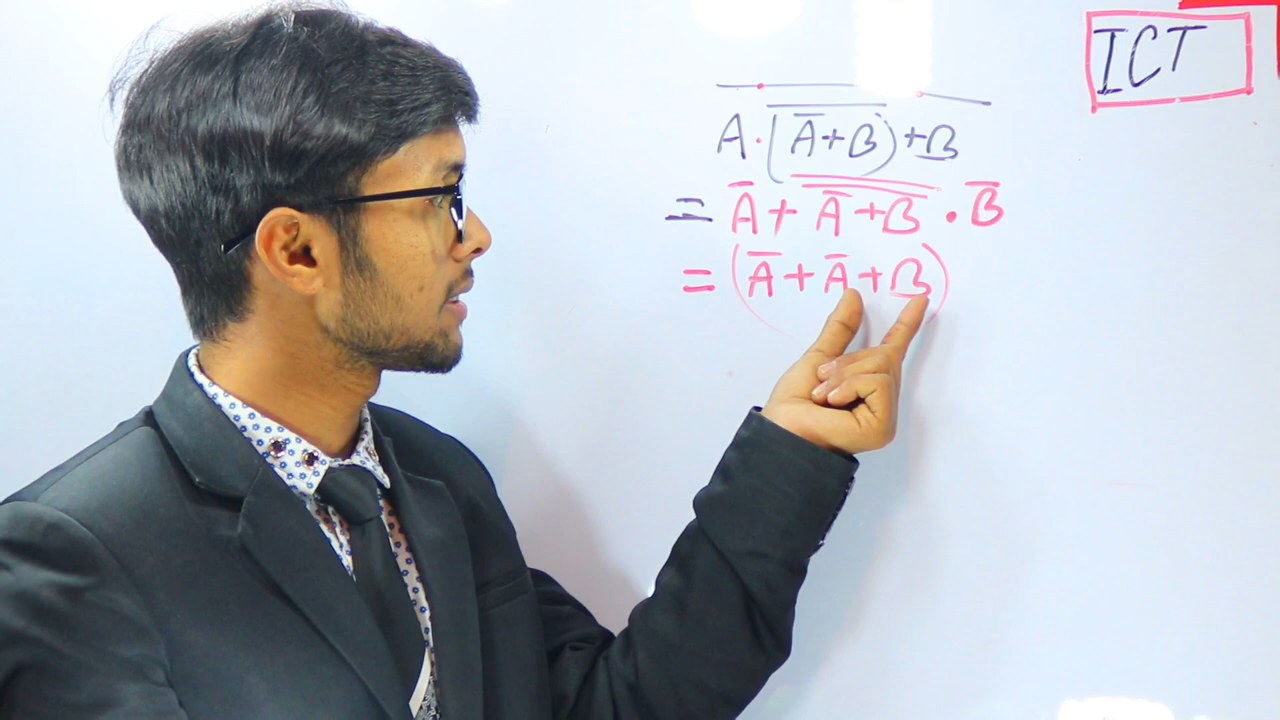 ICT
A·(Ā+B)̅+B
= Ā + Ā+B · B̄
= (Ā+Ā+B)